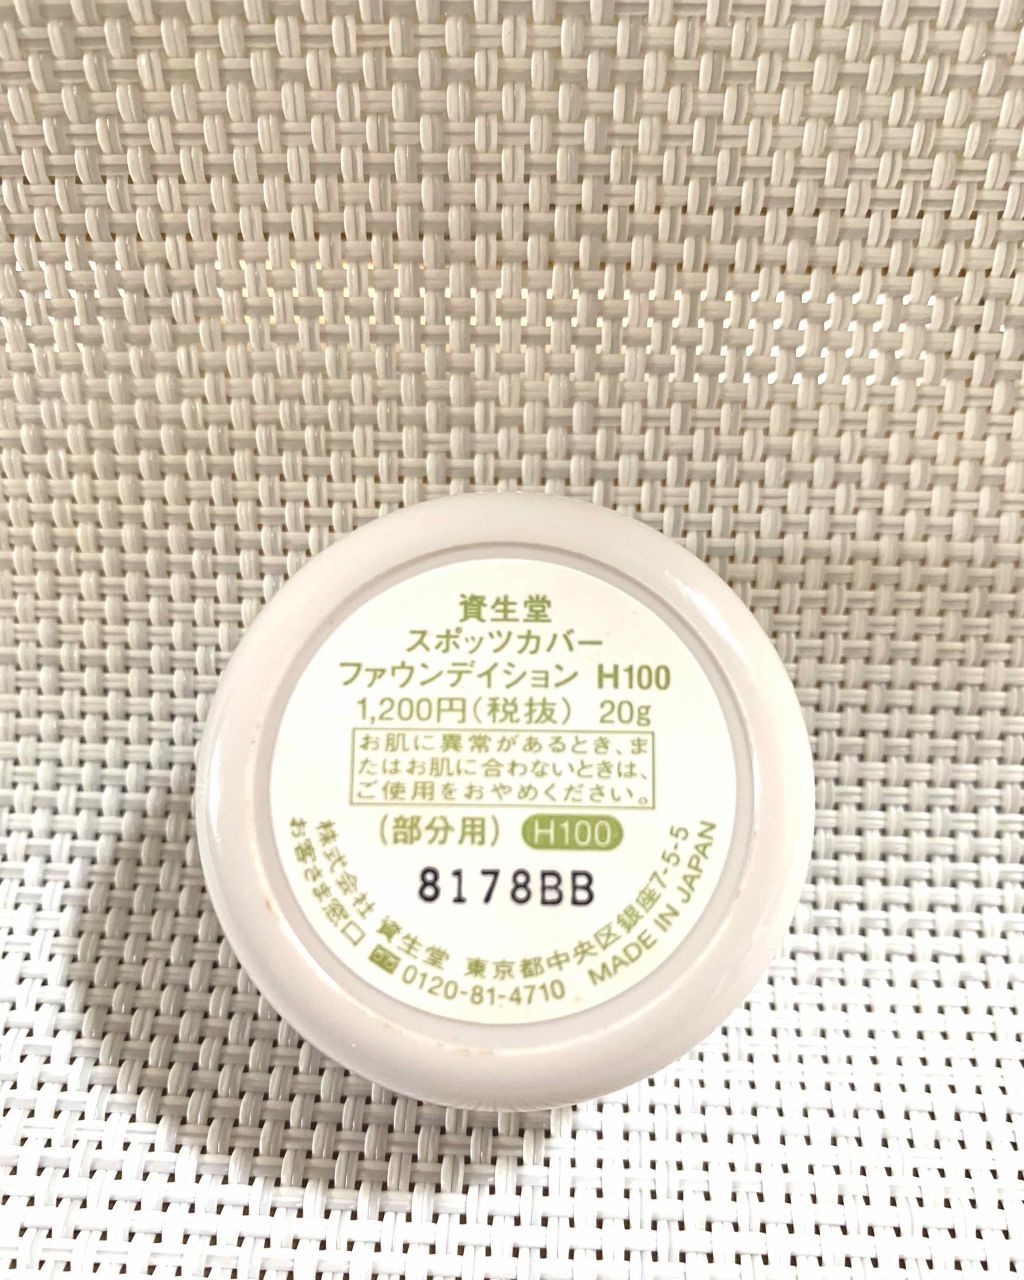 資生堂
スポッツカバー
ファウンデイション H100
1,200円(税抜) 20g
お肌に異常があるとき、ま
たはお肌に合わないときは、
ご使用をおやめください。
(部分用) H100
8178BB
株式会社 資生堂 東京都中央区銀座7-5-5
お客さま窓口 0120-81-4710 MADE IN JAPAN